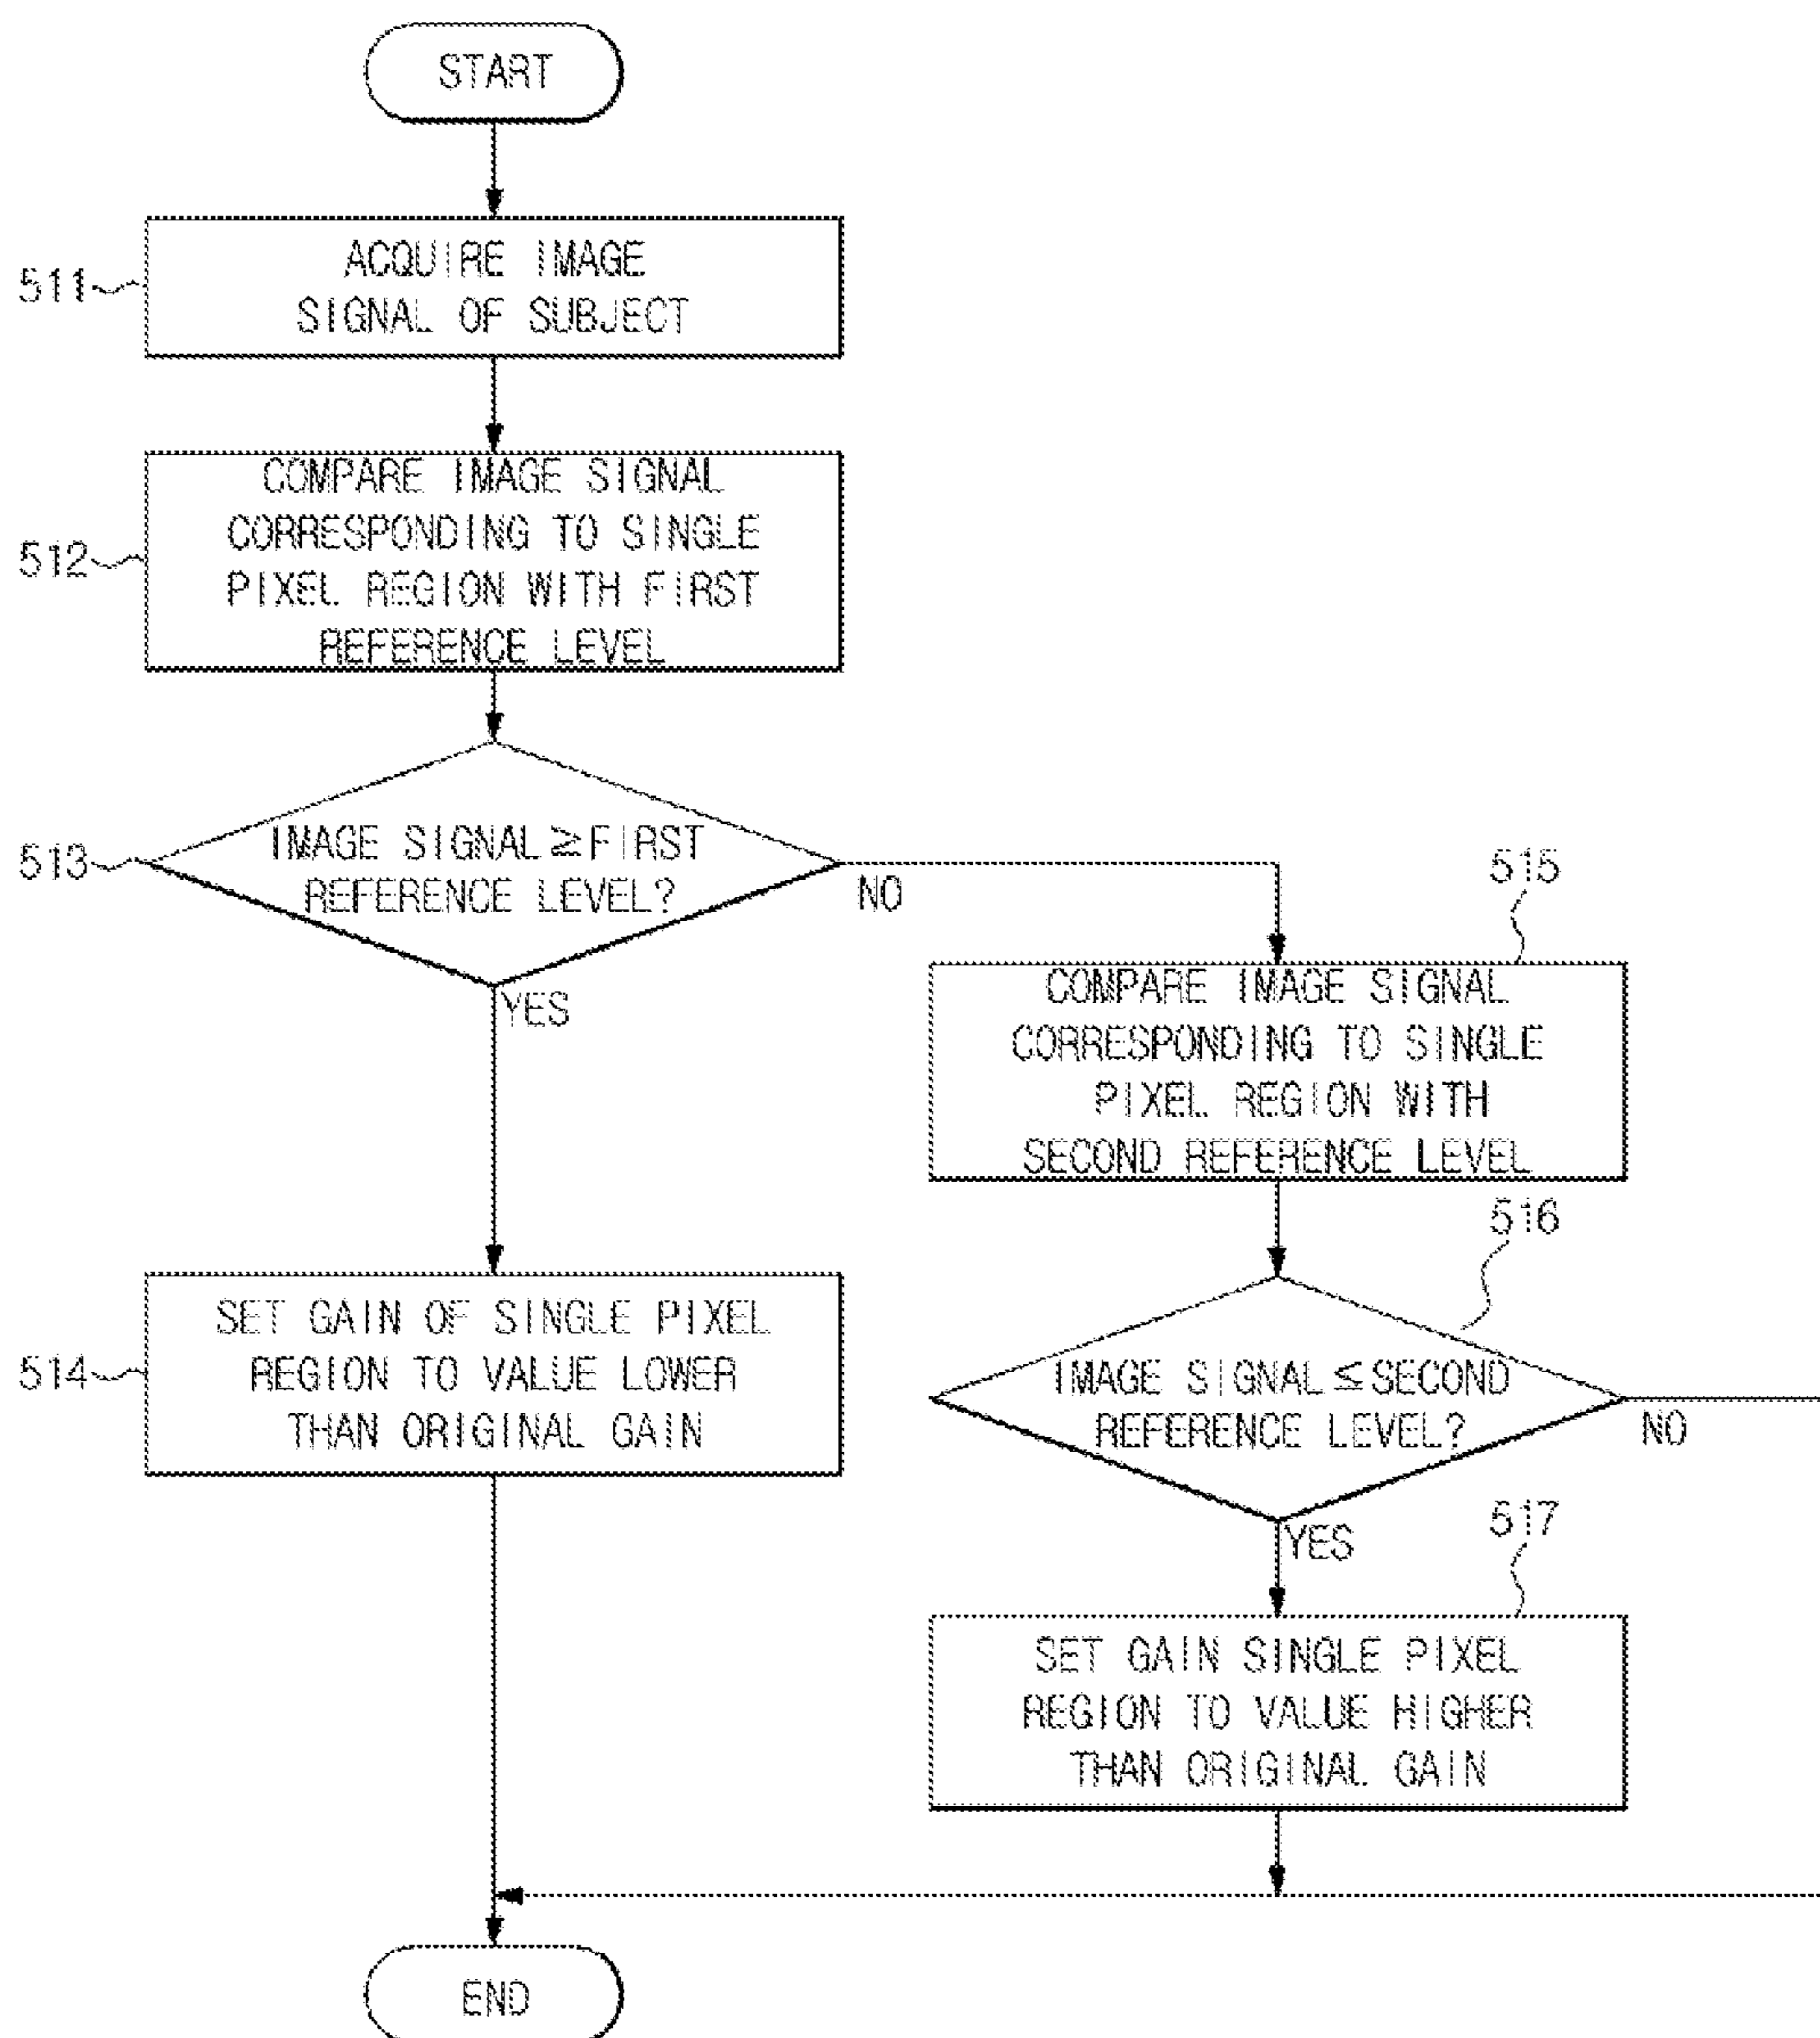 START
511
ACQUIRE IMAGE
SIGNAL OF SUBJECT
512
COMPARE IMAGE SIGNAL
CORRESPONDING TO SINGLE
PIXEL REGION WITH FIRST
REFERENCE LEVEL
513
IMAGE SIGNAL≥FIRST
REFERENCE LEVEL?
NO
YES
514
SET GAIN OF SINGLE PIXEL
REGION TO VALUE LOWER
THAN ORIGINAL GAIN
515
COMPARE IMAGE SIGNAL
CORRESPONDING TO SINGLE
PIXEL REGION WITH
SECOND REFERENCE LEVEL
516
IMAGE SIGNAL≤SECOND
REFERENCE LEVEL?
NO
YES
517
SET GAIN SINGLE PIXEL
REGION TO VALUE HIGHER
THAN ORIGINAL GAIN
END